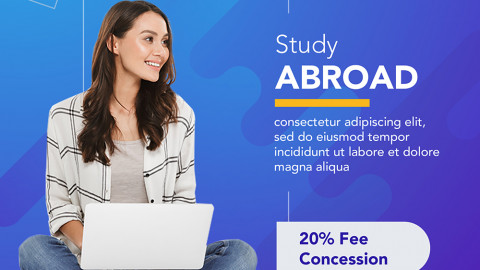 Study
ABROAD
consectetur adipiscing elit,
sed do eiusmod tempor
incididunt ut labore et dolore
magna aliqua
20% Fee
Concession